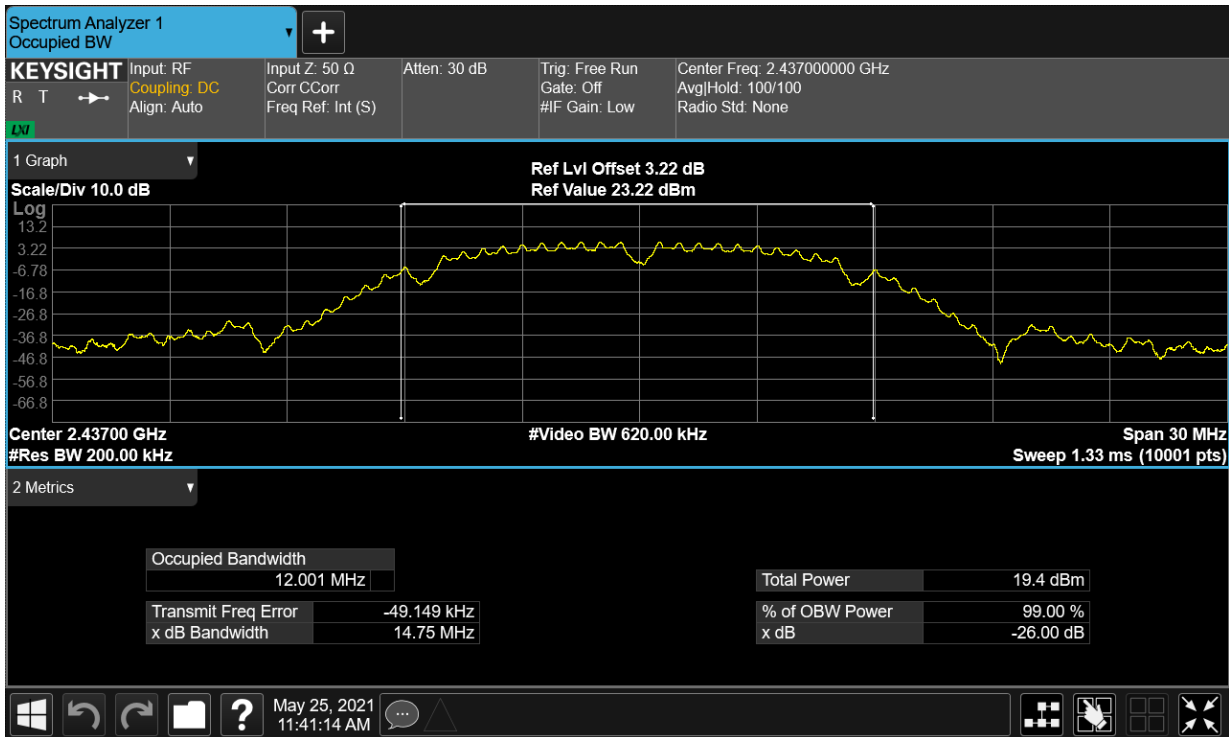 Spectrum Analyzer 1
Occupied BW
▼
+
KEYSIGHT
R T
LXI
Input: RF
Coupling: DC
Align: Auto
Input Z: 50 Ω
Corr CCorr
Freq Ref: Int (S)
Atten: 30 dB
Trig: Free Run
Gate: Off
#IF Gain: Low
Center Freq: 2.437000000 GHz
Avg|Hold: 100/100
Radio Std: None
1 Graph ▼
Scale/Div 10.0 dB
Ref Lvl Offset 3.22 dB
Ref Value 23.22 dBm
Log
13.2
3.22
-6.78
-16.8
-26.8
-36.8
-46.8
-56.8
-66.8
Center 2.43700 GHz
#Video BW 620.00 kHz
Span 30 MHz
#Res BW 200.00 kHz
Sweep 1.33 ms (10001 pts)
2 Metrics ▼
Occupied Bandwidth
12.001 MHz
Total Power 19.4 dBm
Transmit Freq Error -49.149 kHz
% of OBW Power 99.00 %
x dB Bandwidth 14.75 MHz
x dB -26.00 dB
?
May 25, 2021
11:41:14 AM